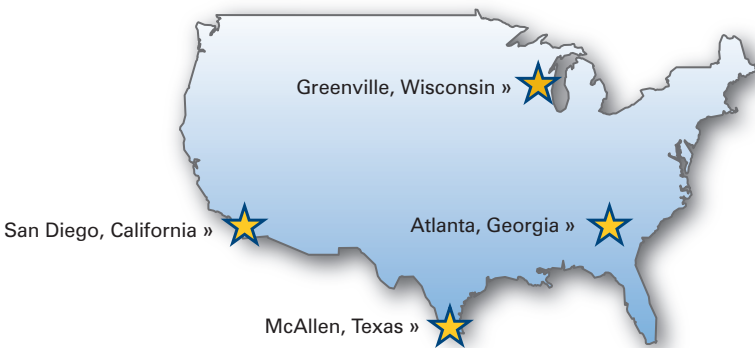 Greenville, Wisconsin »
San Diego, California »
Atlanta, Georgia »
McAllen, Texas »